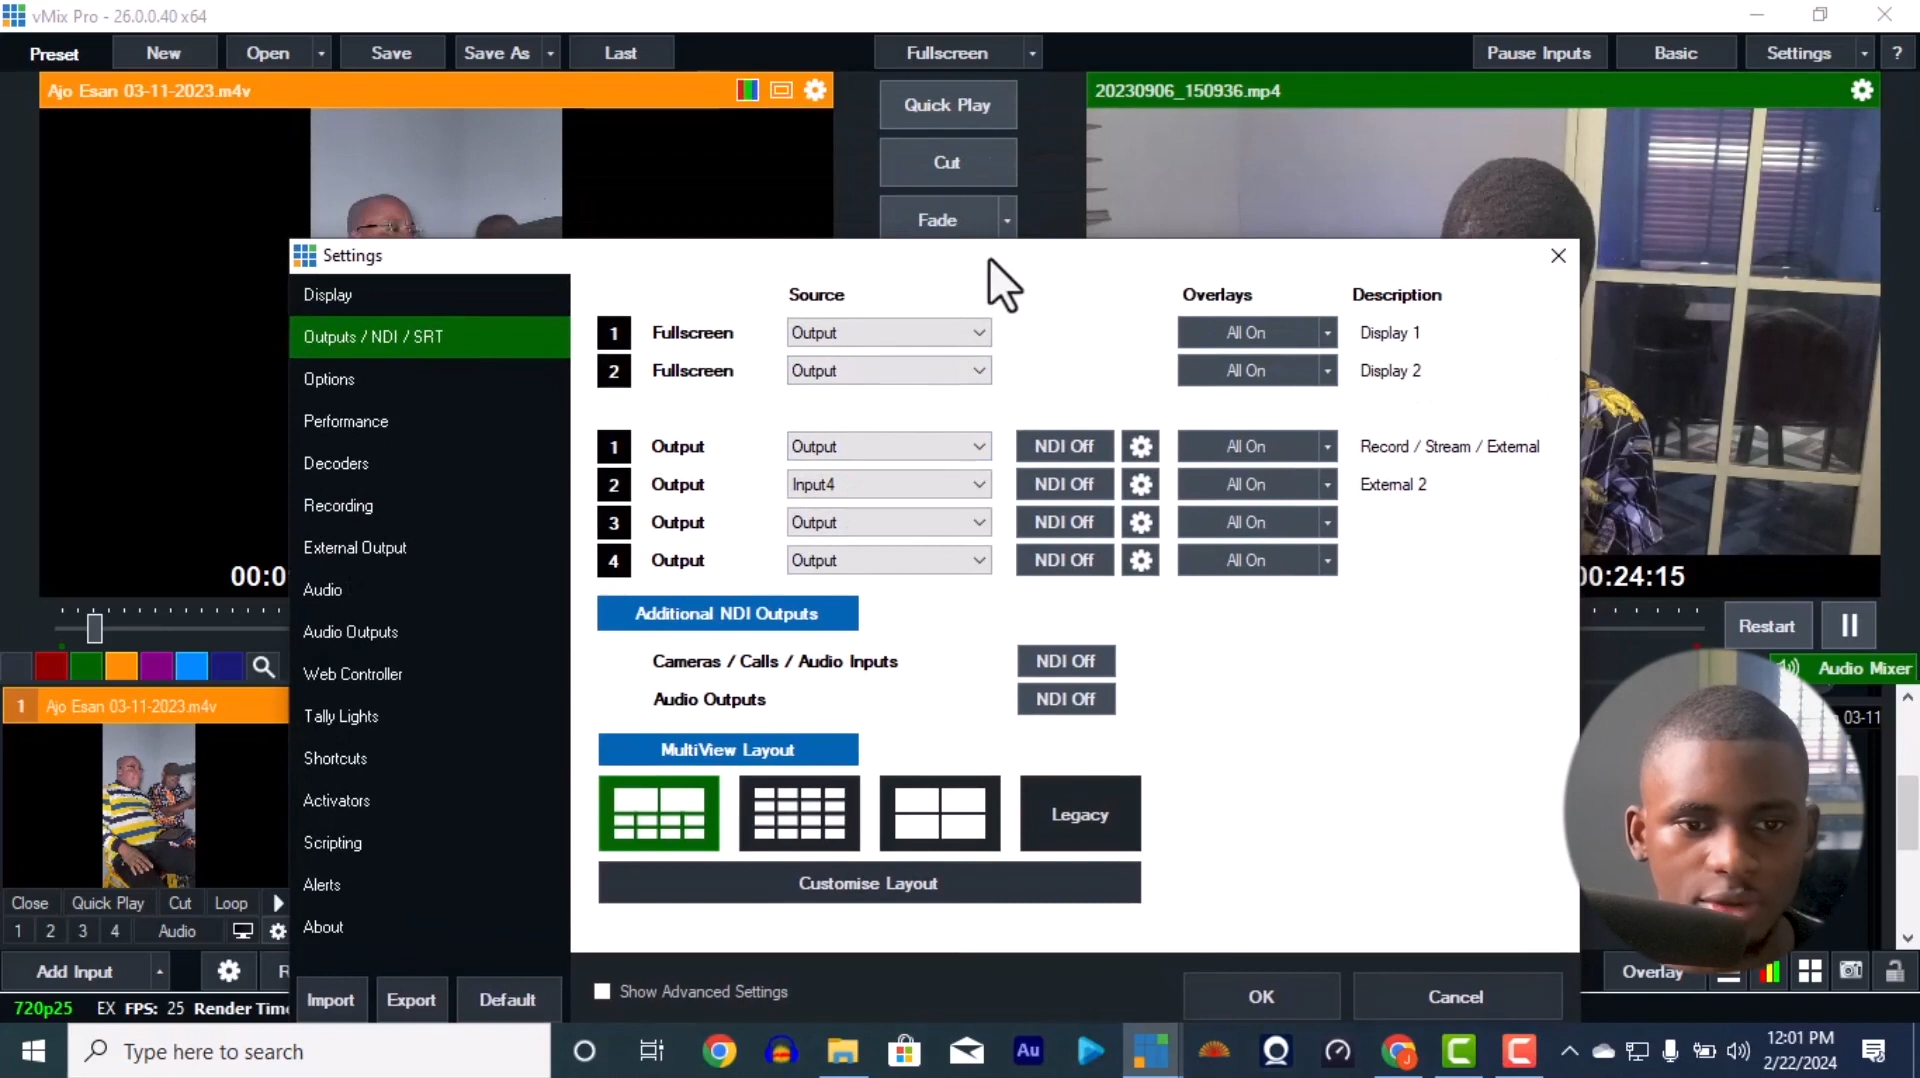 vMix Pro - 26.0.0.40 x64
Preset New Open Save Save As Last Fullscreen Pause Inputs Basic Settings ?
Ajo Esan 03-11-2023.m4v
20230906_150936.mp4
Quick Play
Cut
Fade
Settings
Display
Outputs / NDI / SRT
Options
Performance
Decoders
Recording
External Output
Audio
Audio Outputs
Web Controller
Tally Lights
Shortcuts
Activators
Scripting
Alerts
About
Import Export Default
Source Overlays Description
1 Fullscreen Output All On Display 1
2 Fullscreen Output All On Display 2
1 Output Output NDI Off All On Record / Stream / External
2 Output Input4 NDI Off All On External 2
3 Output Output NDI Off All On
4 Output Output NDI Off All On
Additional NDI Outputs
Cameras / Calls / Audio Inputs NDI Off
Audio Outputs NDI Off
MultiView Layout
Legacy
Customise Layout
Show Advanced Settings
OK Cancel
00:0
00:24:15
Restart
Audio Mixer
03-11
1 Ajo Esan 03-11-2023.m4v
Close Quick Play Cut Loop
1 2 3 4 Audio
Add Input
Overlay
720p25 EX FPS: 25 Render Time
Type here to search
Au
12:01 PM
2/22/2024